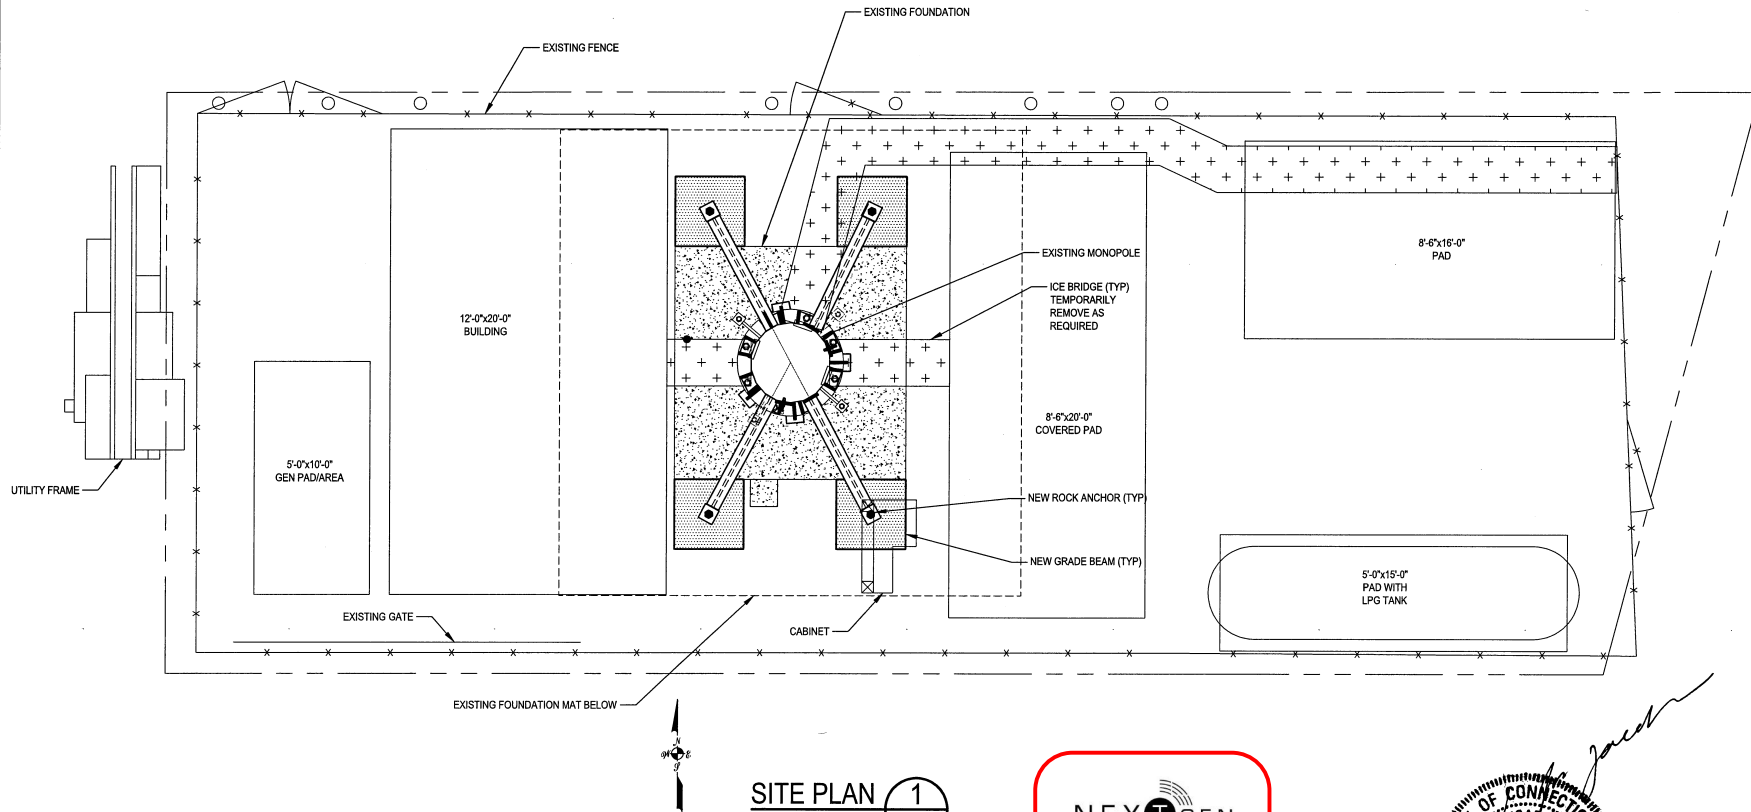 EXISTING FOUNDATION
EXISTING FENCE
EXISTING MONOPOLE
8'-6"x16'-0"
PAD
ICE BRIDGE (TYP)
TEMPORARILY
REMOVE AS
REQUIRED
12'-0"x20'-0"
BUILDING
8'-6"x20'-0"
COVERED PAD
5'-0"x10'-0"
GEN PAD/AREA
UTILITY FRAME
NEW ROCK ANCHOR (TYP)
NEW GRADE BEAM (TYP)
5'-0"x15'-0"
PAD WITH
LPG TANK
EXISTING GATE
CABINET
EXISTING FOUNDATION MAT BELOW
N
W E
S
SITE PLAN 1
OF CONNECTIC